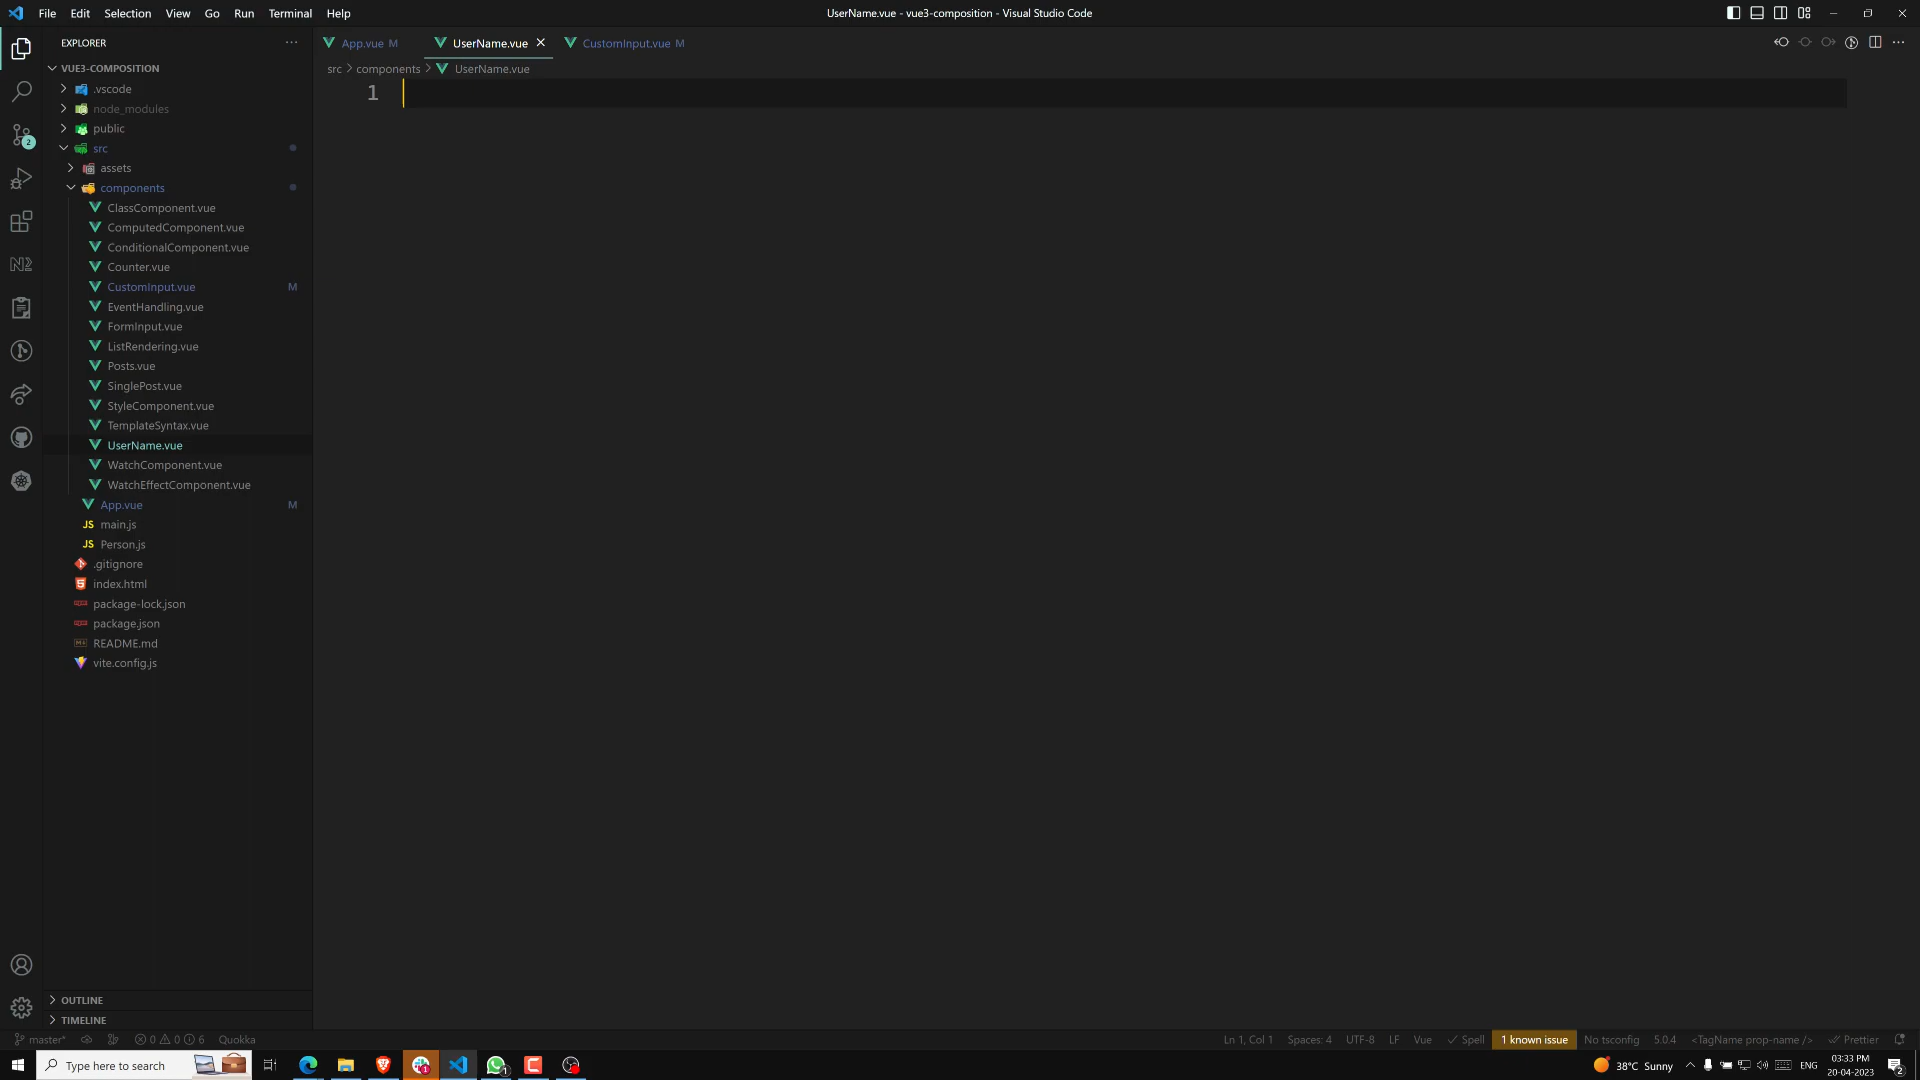 File Edit Selection View Go Run Terminal Help
UserName.vue - vue3-composition - Visual Studio Code
EXPLORER
App.vue M
UserName.vue
CustomInput.vue M
VUE3-COMPOSITION
src > components > UserName.vue
.vscode
1
node_modules
public
src
assets
components
ClassComponent.vue
ComputedComponent.vue
ConditionalComponent.vue
Counter.vue
CustomInput.vue M
EventHandling.vue
FormInput.vue
ListRendering.vue
Posts.vue
SinglePost.vue
StyleComponent.vue
TemplateSyntax.vue
UserName.vue
WatchComponent.vue
WatchEffectComponent.vue
App.vue M
JS main.js
JS Person.js
.gitignore
index.html
package-lock.json
package.json
README.md
vite.config.js
OUTLINE
TIMELINE
master* 0 0 6 Quokka
Ln 1, Col 1 Spaces: 4 UTF-8 LF Vue Spell 1 known issue No tsconfig 5.0.4 <TagName prop-name /> Prettier
Type here to search
38°C Sunny
ENG
03:33 PM
20-04-2023